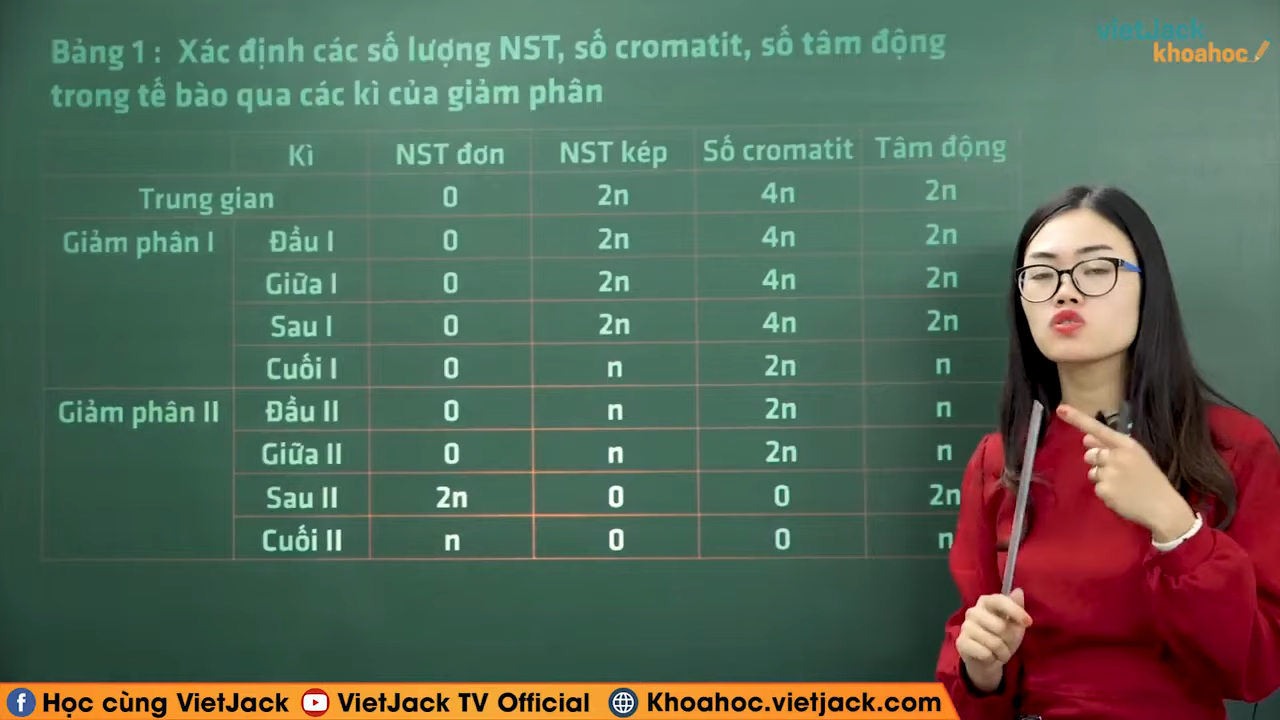 vietJack
khoahoc
Bảng 1 : Xác định các số lượng NST, số cromatit, số tâm động
trong tế bào qua các kì của giảm phân
Kì NST đơn NST kép Số cromatit Tâm động
Trung gian 0 2n 4n 2n
Giảm phân I Đầu I 0 2n 4n 2n
Giữa I 0 2n 4n 2n
Sau I 0 2n 4n 2n
Cuối I 0 n 2n n
Giảm phân II Đầu II 0 n 2n n
Giữa II 0 n 2n n
Sau II 2n 0 0 2n
Cuối II n 0 0 n
Học cùng VietJack VietJack TV Official Khoahoc.vietjack.com